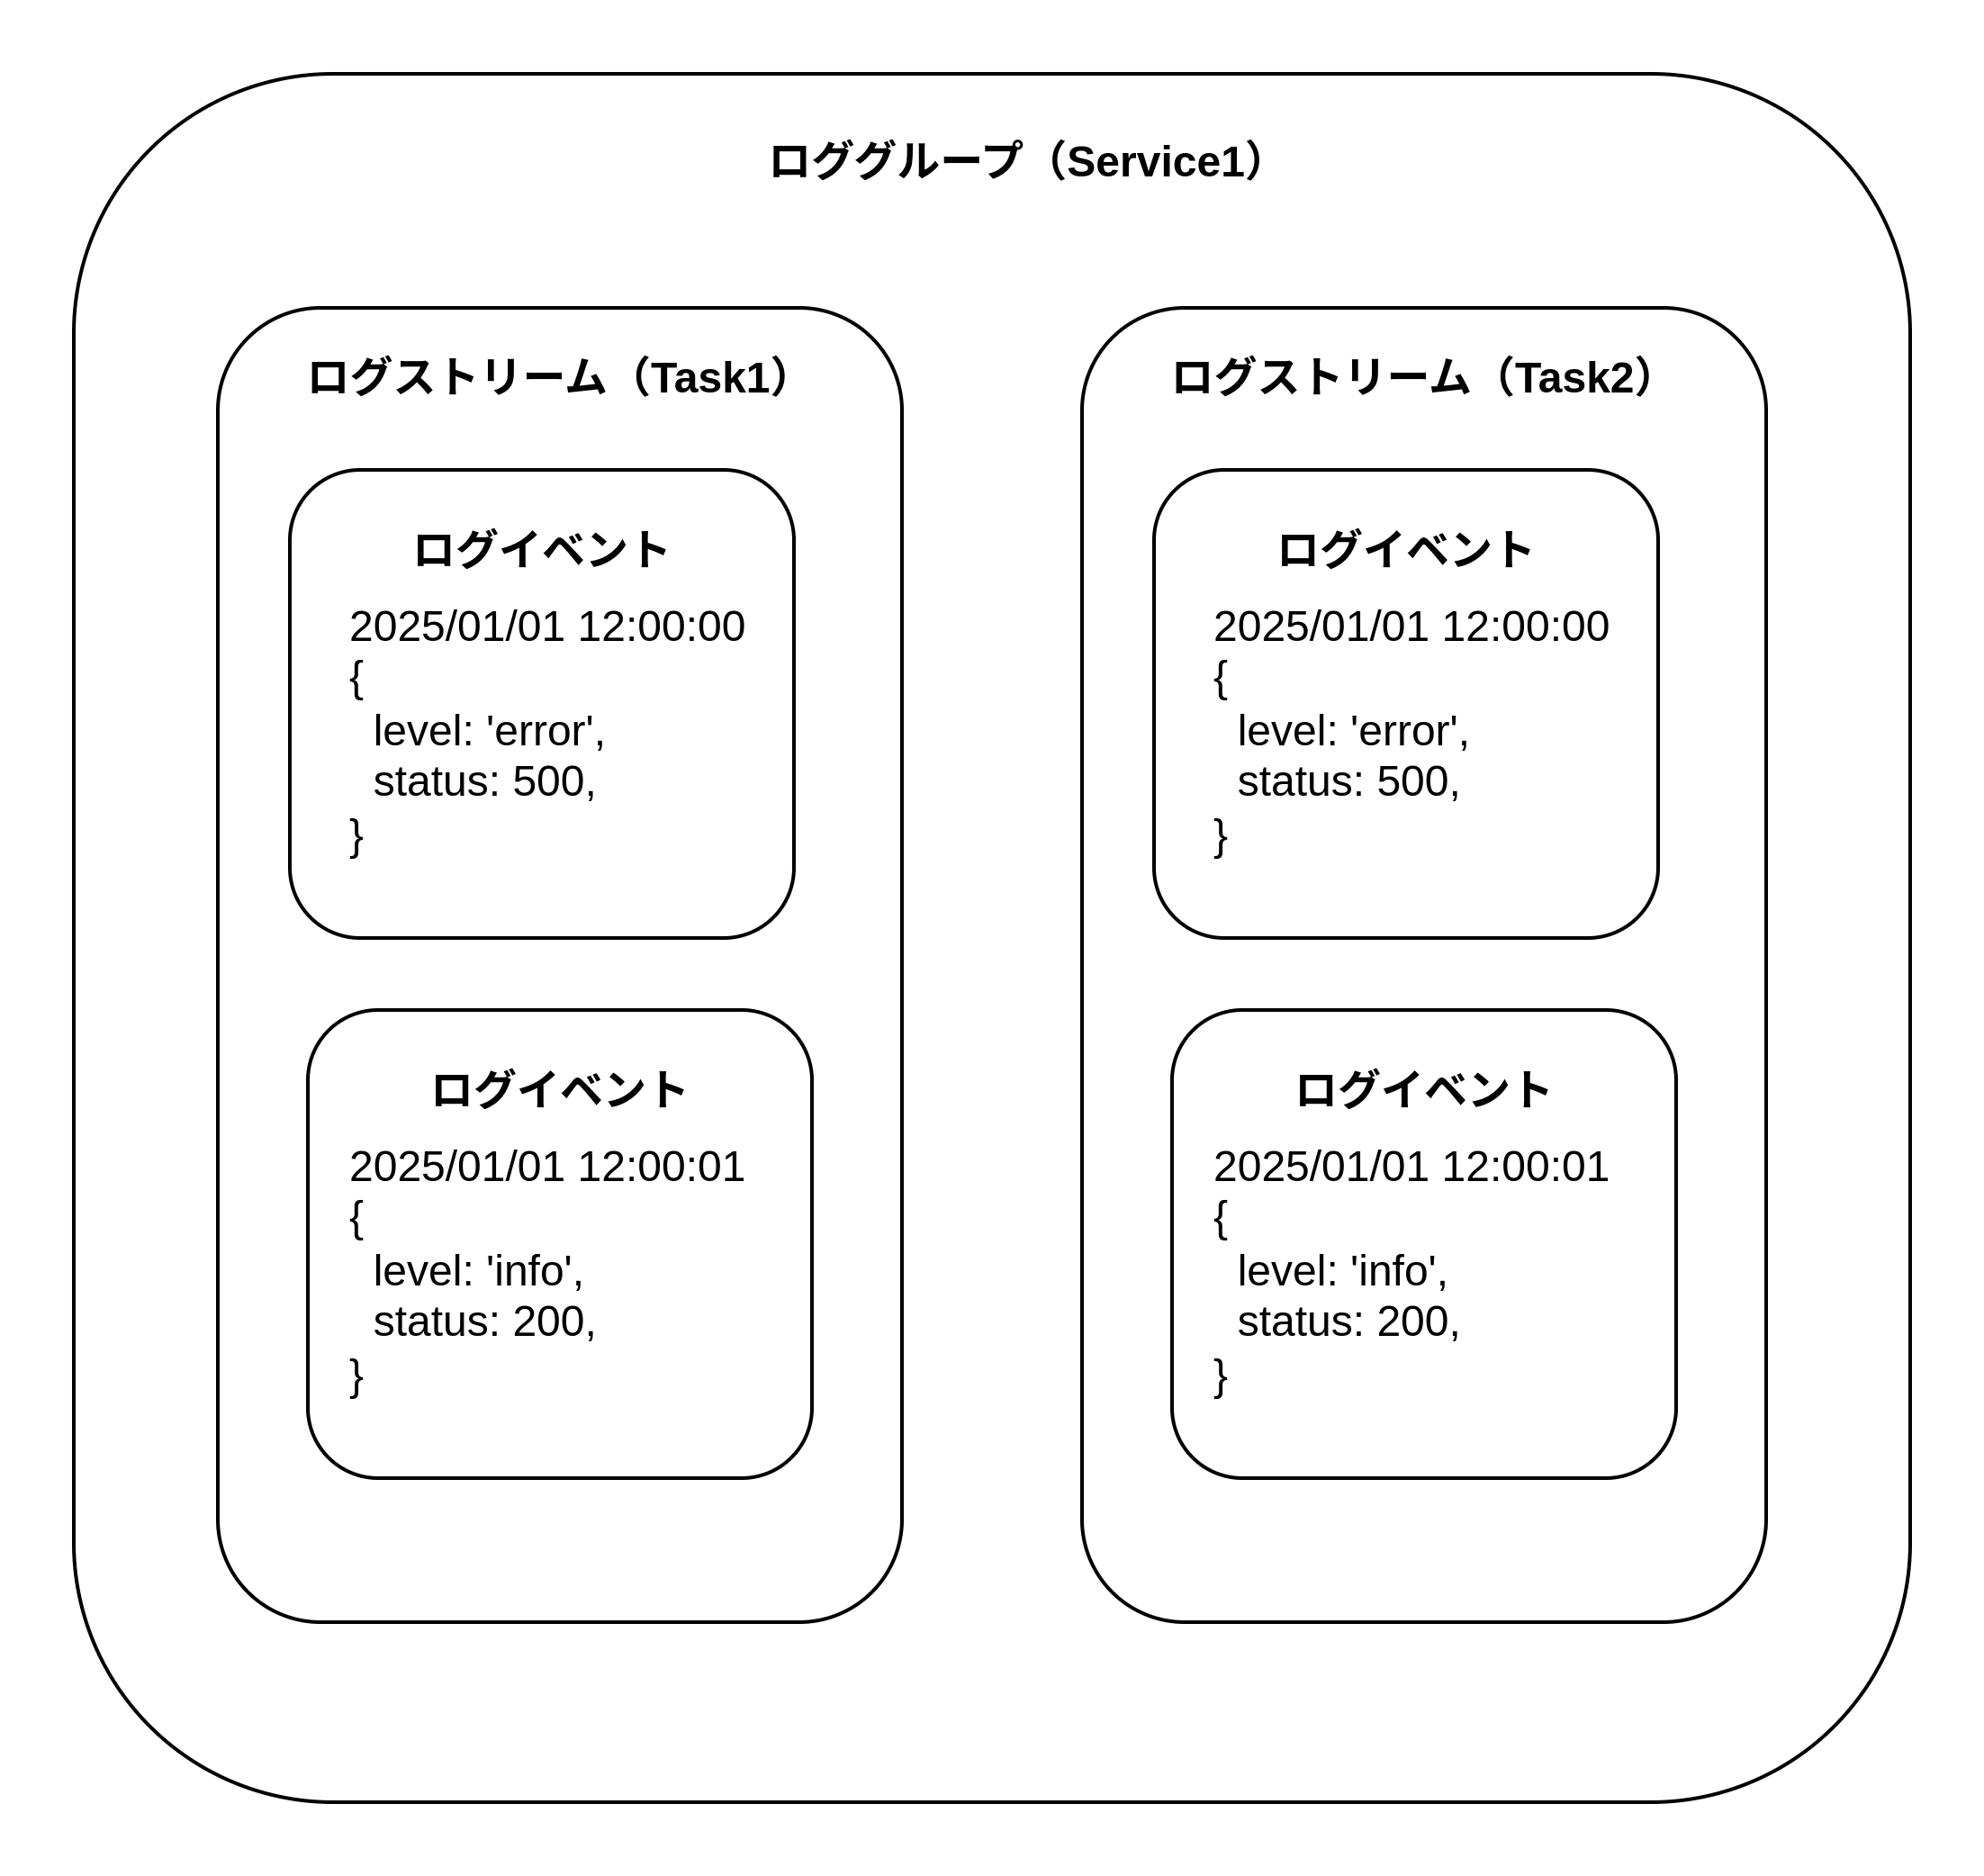 ロググループ（Service1）
ログストリーム（Task1）
ログイベント
2025/01/01 12:00:00
{
  level: 'error',
  status: 500,
}
ログイベント
2025/01/01 12:00:01
{
  level: 'info',
  status: 200,
}
ログストリーム（Task2）
ログイベント
2025/01/01 12:00:00
{
  level: 'error',
  status: 500,
}
ログイベント
2025/01/01 12:00:01
{
  level: 'info',
  status: 200,
}